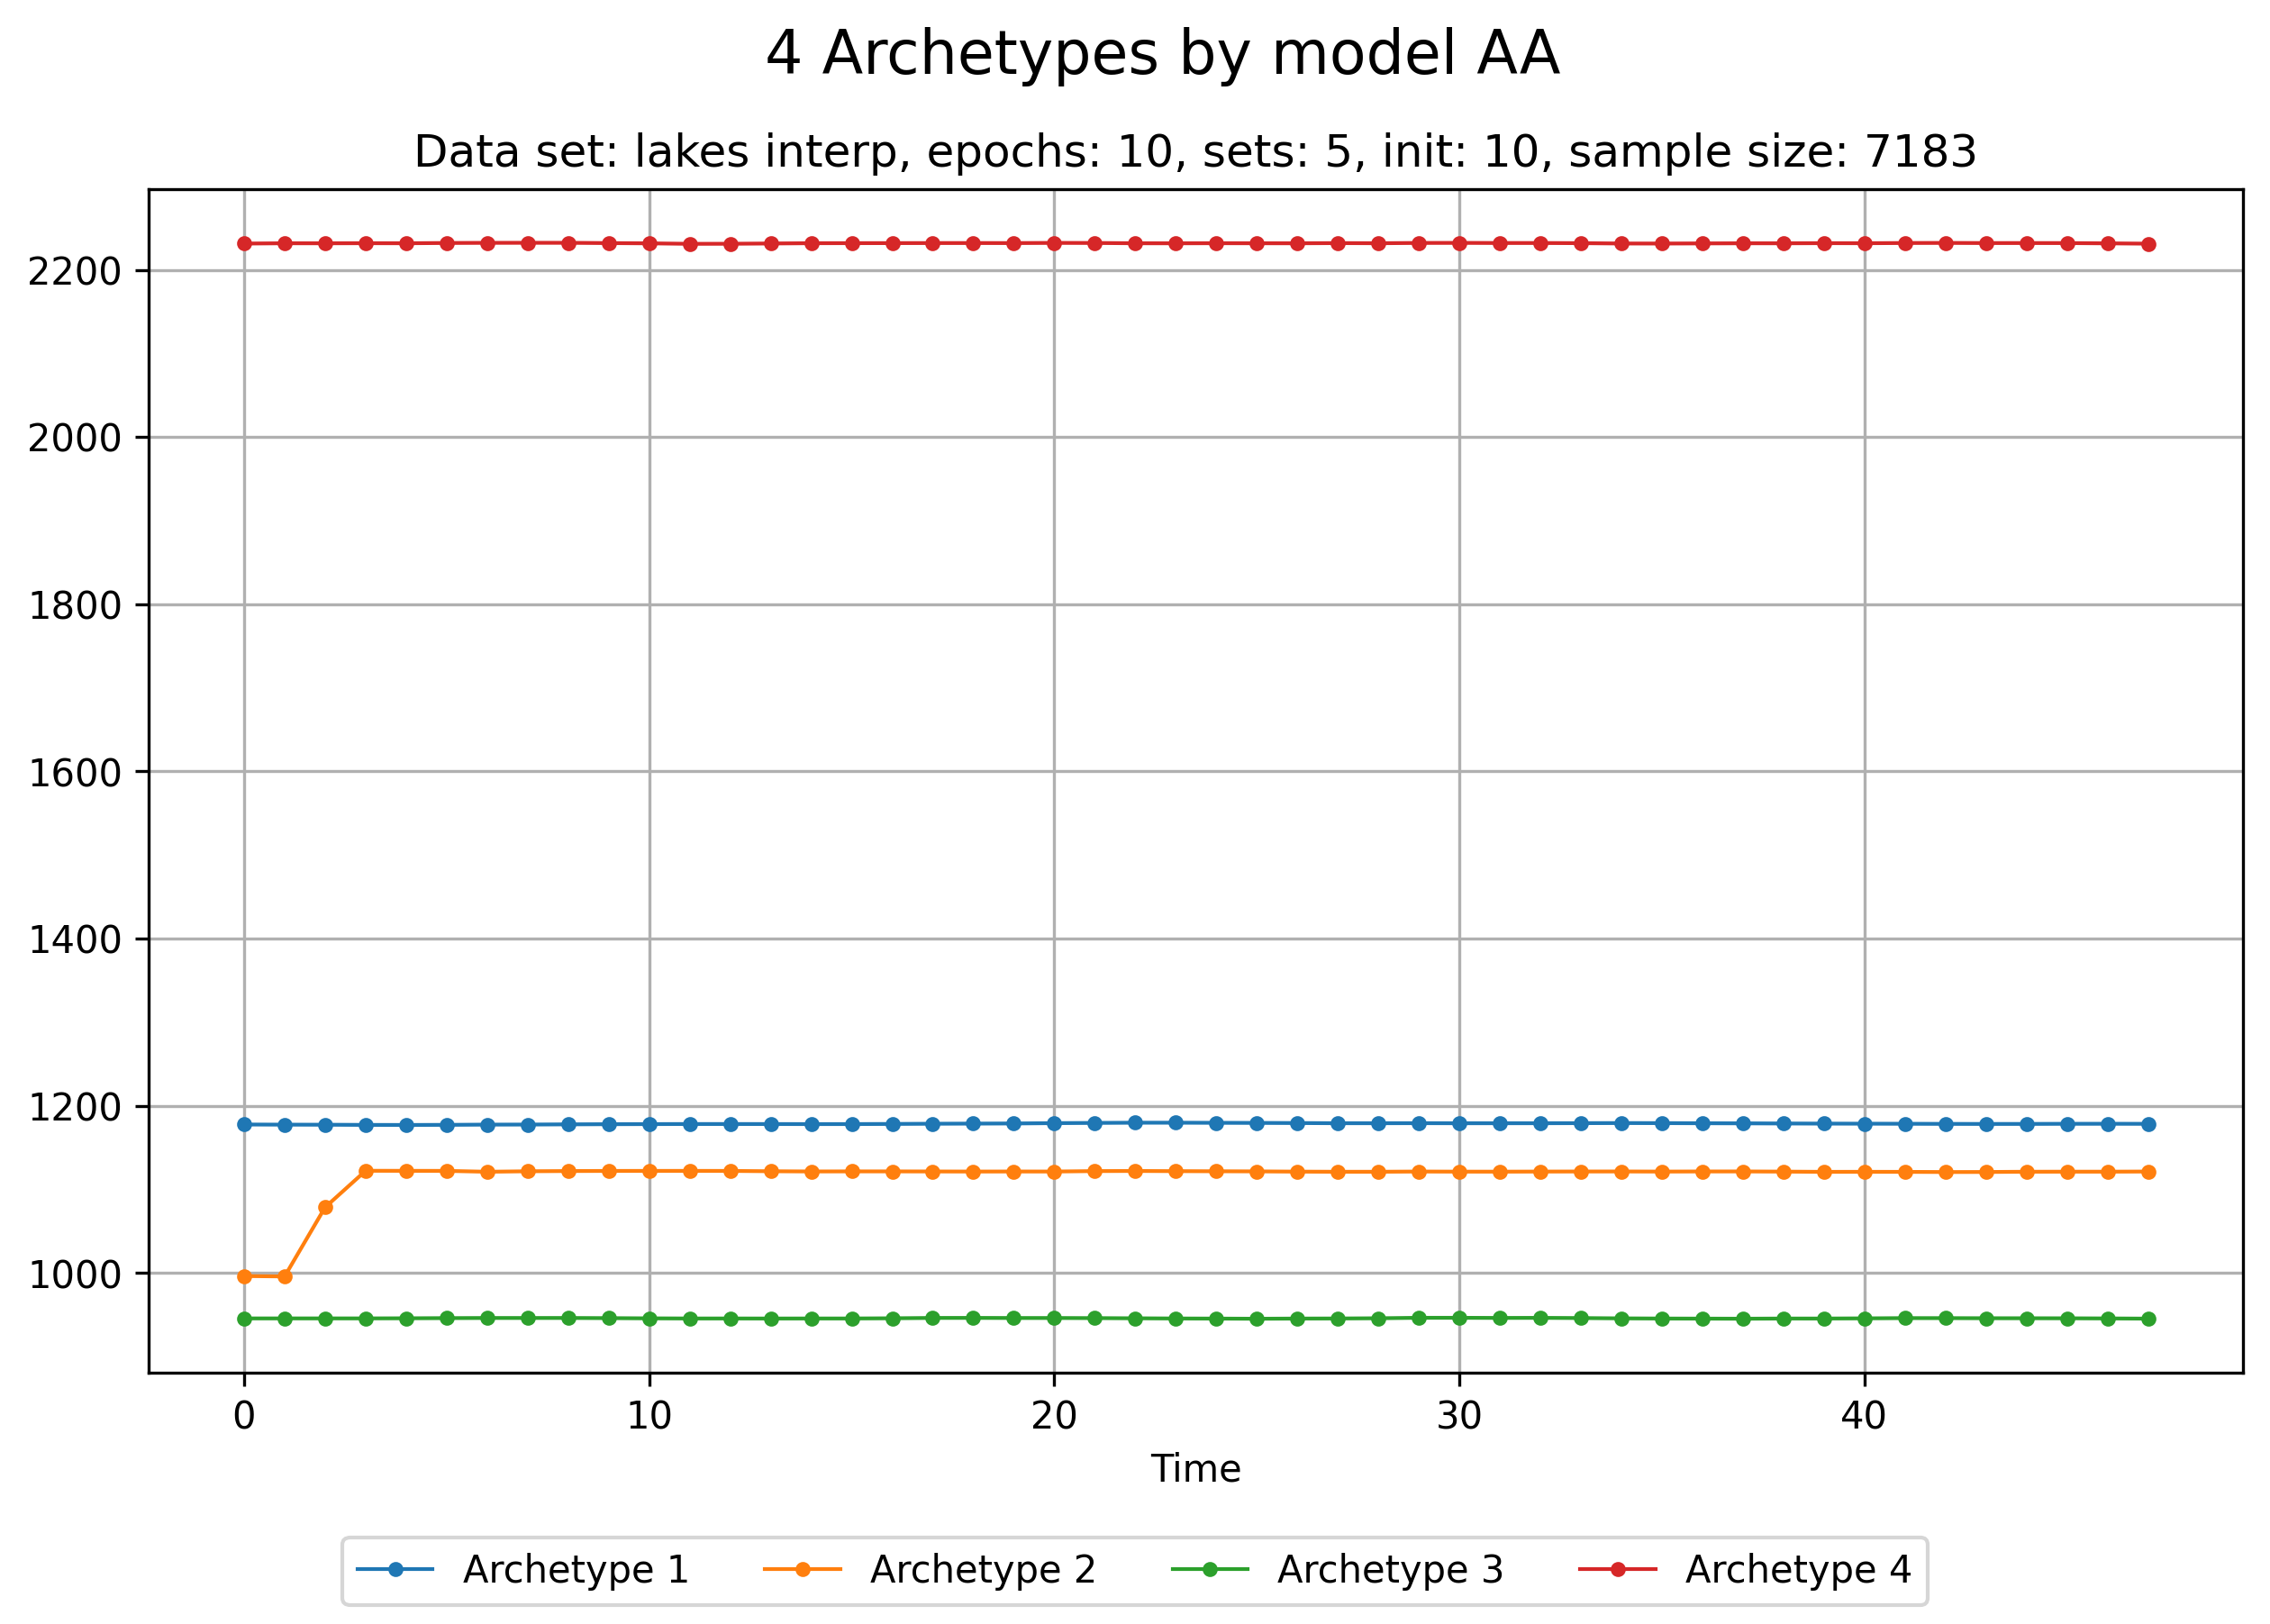 4 Archetypes by model AA
Data set: lakes interp, epochs: 10, sets: 5, init: 10, sample size: 7183
2200
2000
1800
1600
1400
1200
1000
0 10 20 30 40
Time
Archetype 1 Archetype 2 Archetype 3 Archetype 4